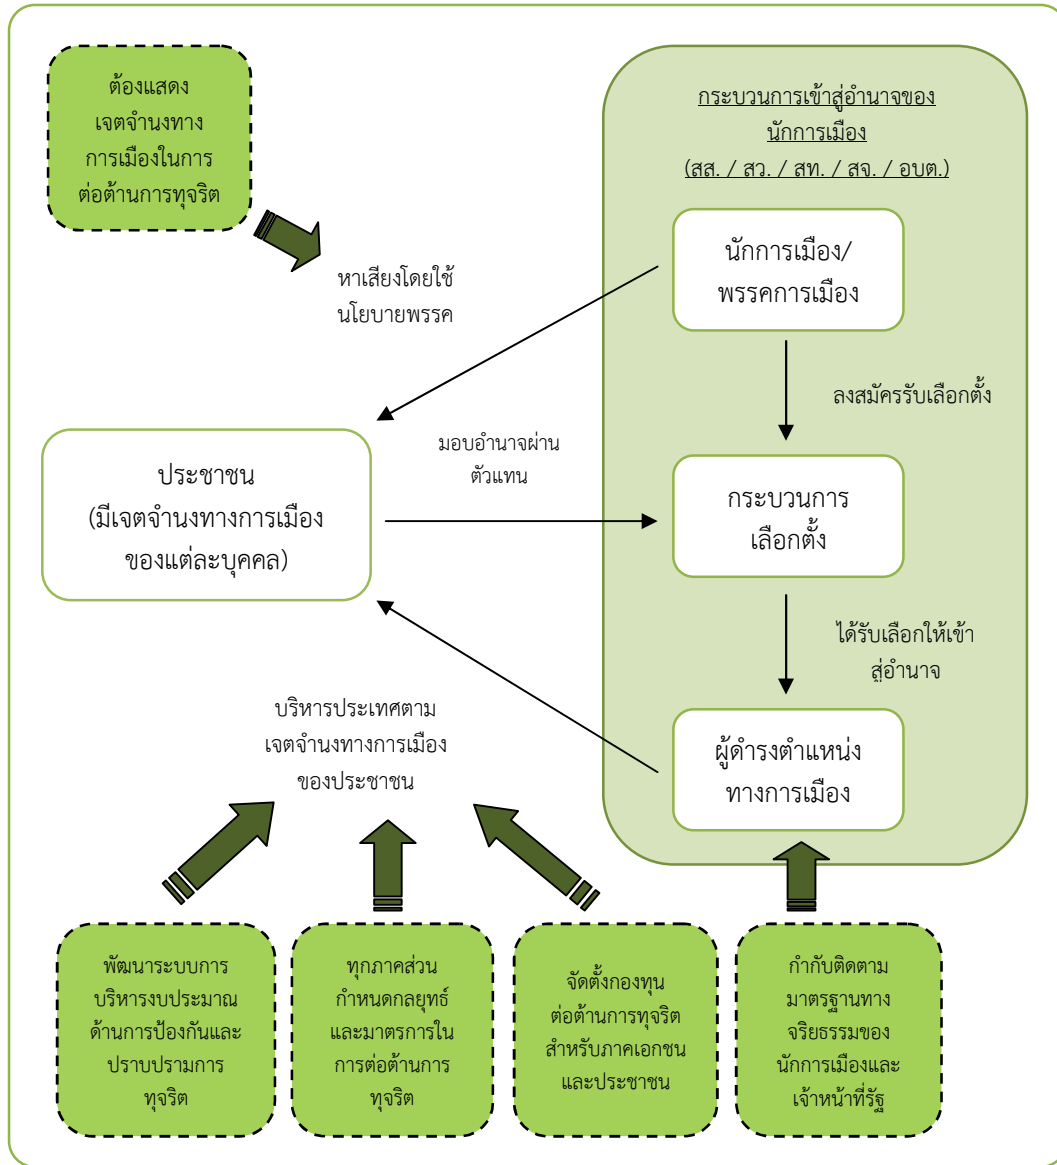 ต้องแสดง
เจตจำนงทาง
การเมืองในการ
ต่อต้านการทุจริต
กระบวนการเข้าสู่อำนาจของ
นักการเมือง
(สส. / สว. / สท. / สจ. / อบต.)
นักการเมือง/
พรรคการเมือง
หาเสียงโดยใช้
นโยบายพรรค
ลงสมัครรับเลือกตั้ง
มอบอำนาจผ่าน
ตัวแทน
ประชาชน
(มีเจตจำนงทางการเมือง
ของแต่ละบุคคล)
กระบวนการ
เลือกตั้ง
ได้รับเลือกให้เข้า
สู่อำนาจ
บริหารประเทศตาม
เจตจำนงทางการเมือง
ของประชาชน
ผู้ดำรงตำแหน่ง
ทางการเมือง
พัฒนาระบบการ
บริหารงบประมาณ
ด้านการป้องกันและ
ปราบปรามการ
ทุจริต
ทุกภาคส่วน
กำหนดกลยุทธ์
และมาตรการใน
การต่อต้านการ
ทุจริต
จัดตั้งกองทุน
ต่อต้านการทุจริต
สำหรับภาคเอกชน
และประชาชน
กำกับติดตาม
มาตรฐานทาง
จริยธรรมของ
นักการเมืองและ
เจ้าหน้าที่รัฐ